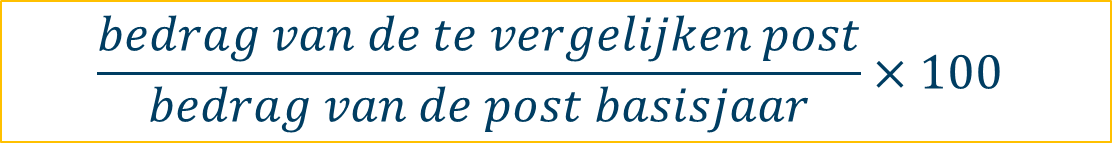 bedrag van de te vergelijken post
bedrag van de post basisjaar
× 100